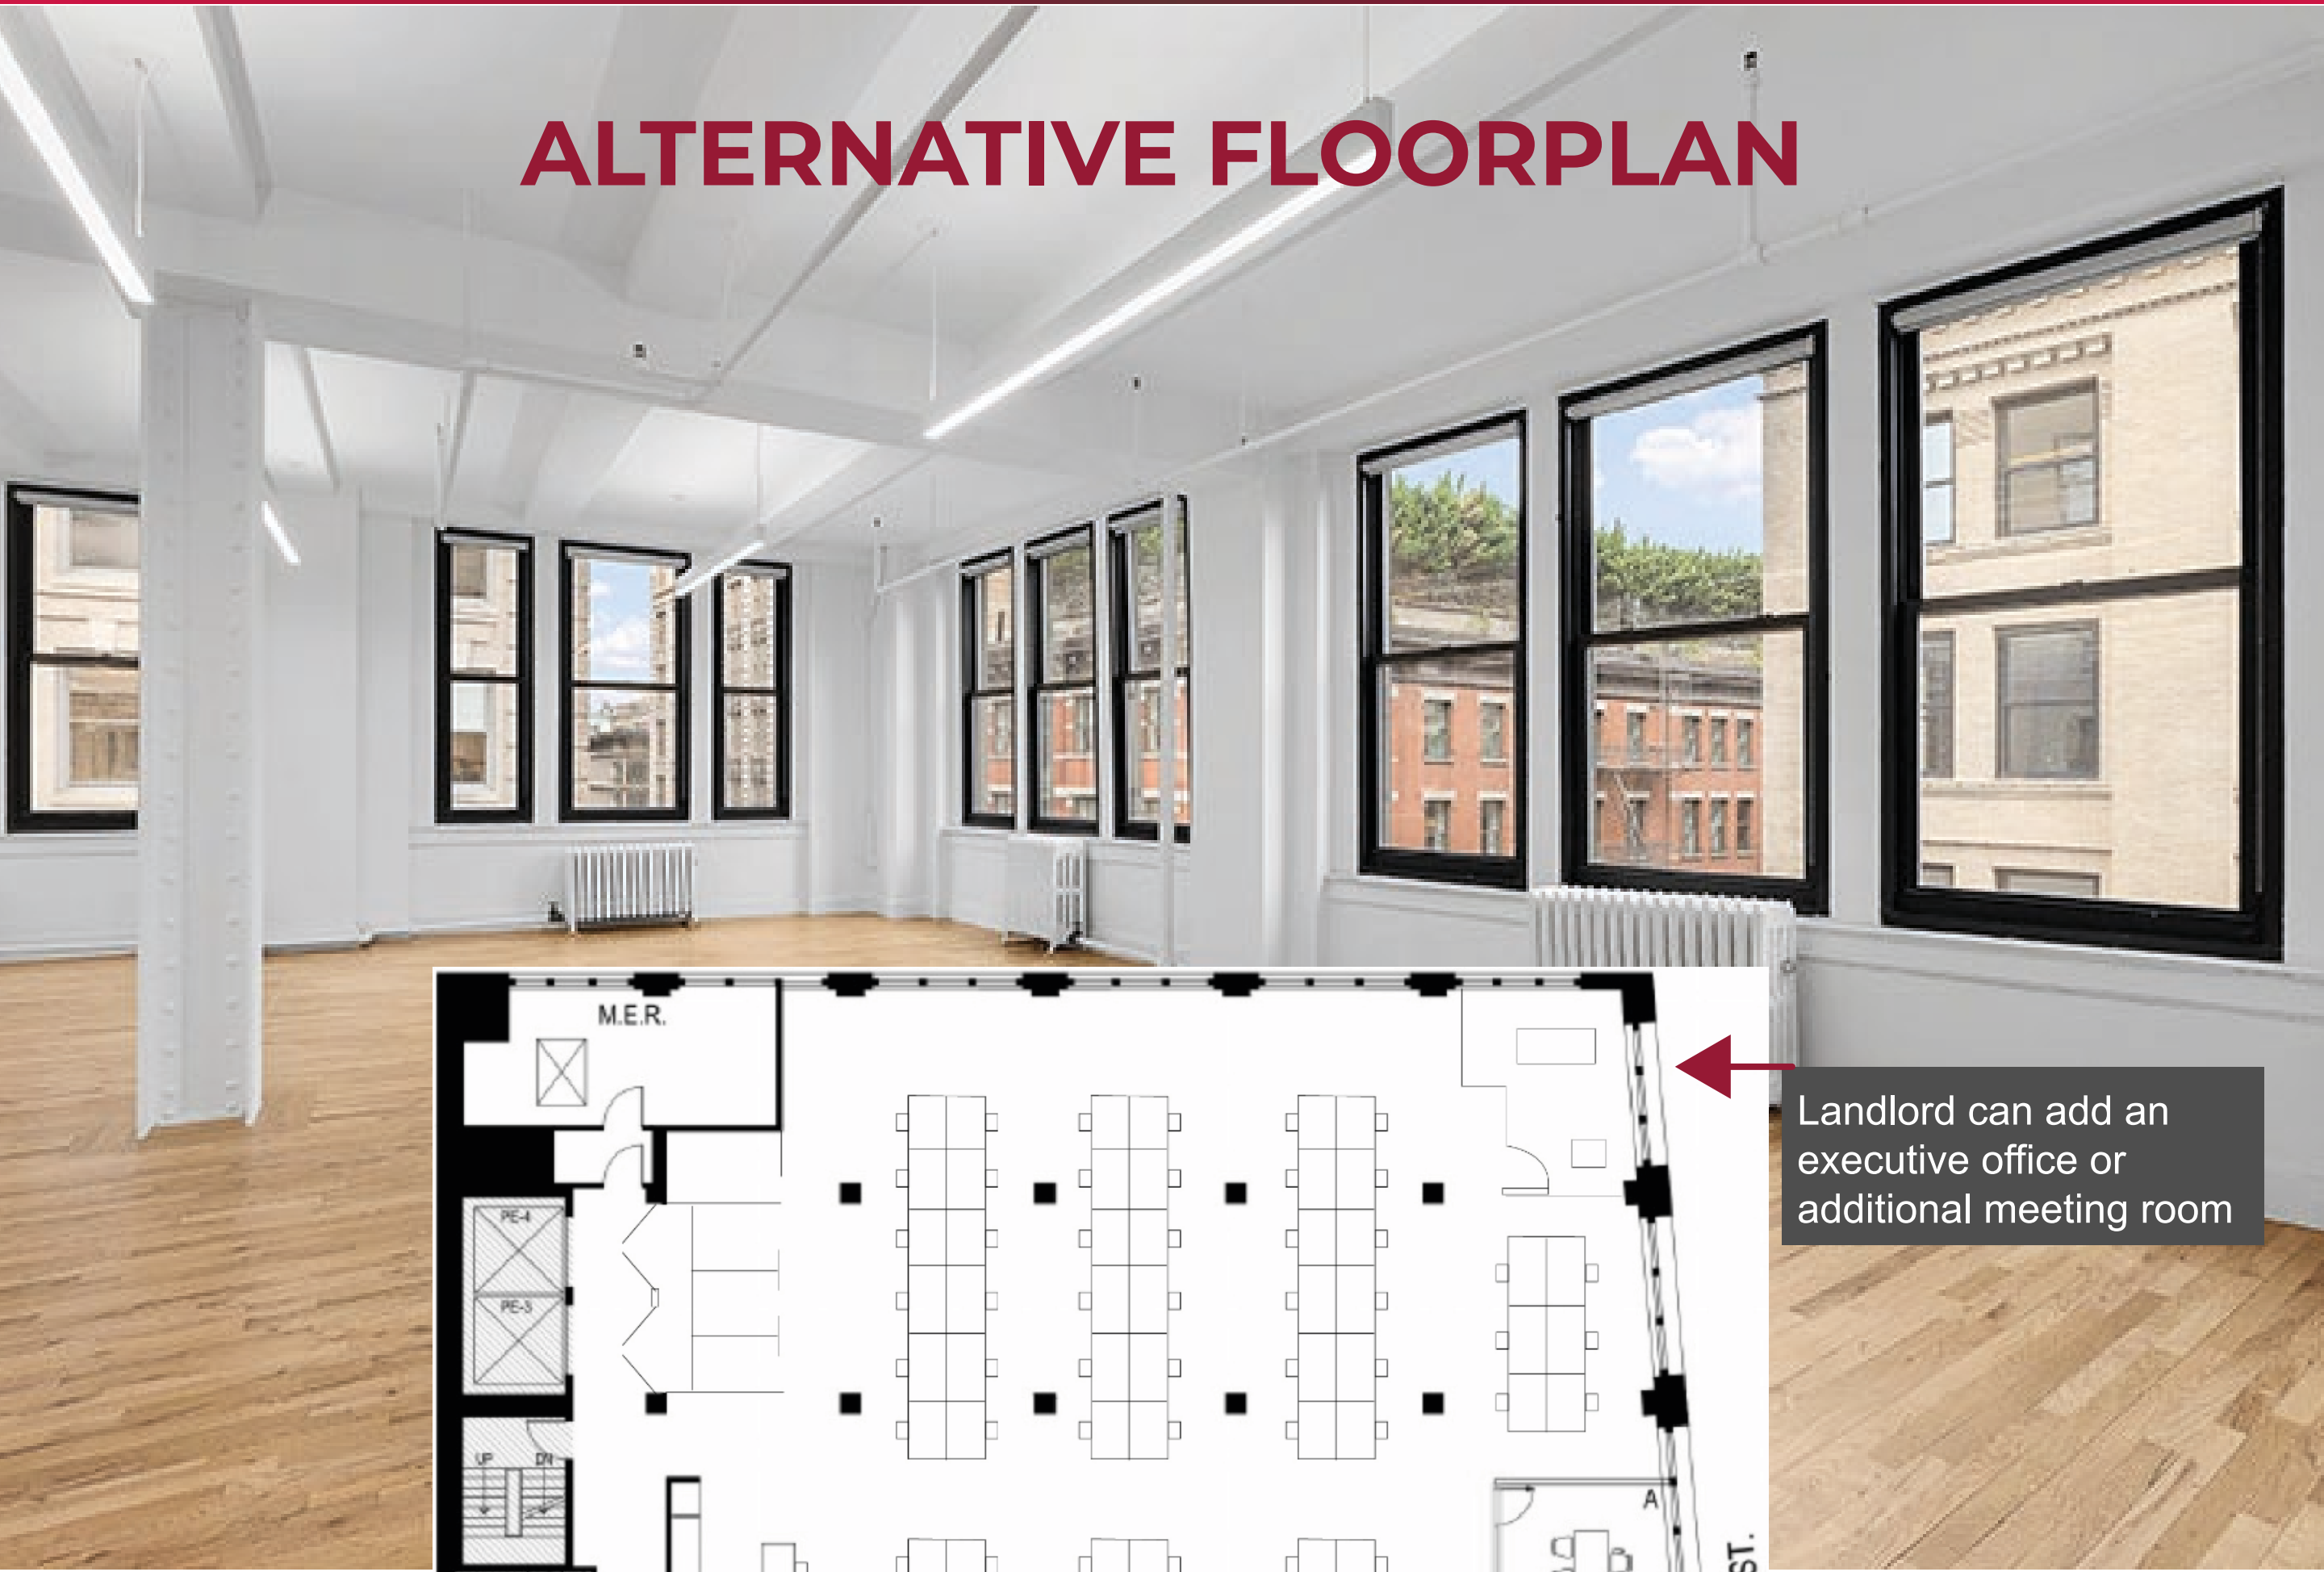 ALTERNATIVE FLOORPLAN
M.E.R.
Landlord can add an
executive office or
additional meeting room
PE-4
PE-3
UP DN
A
ST.